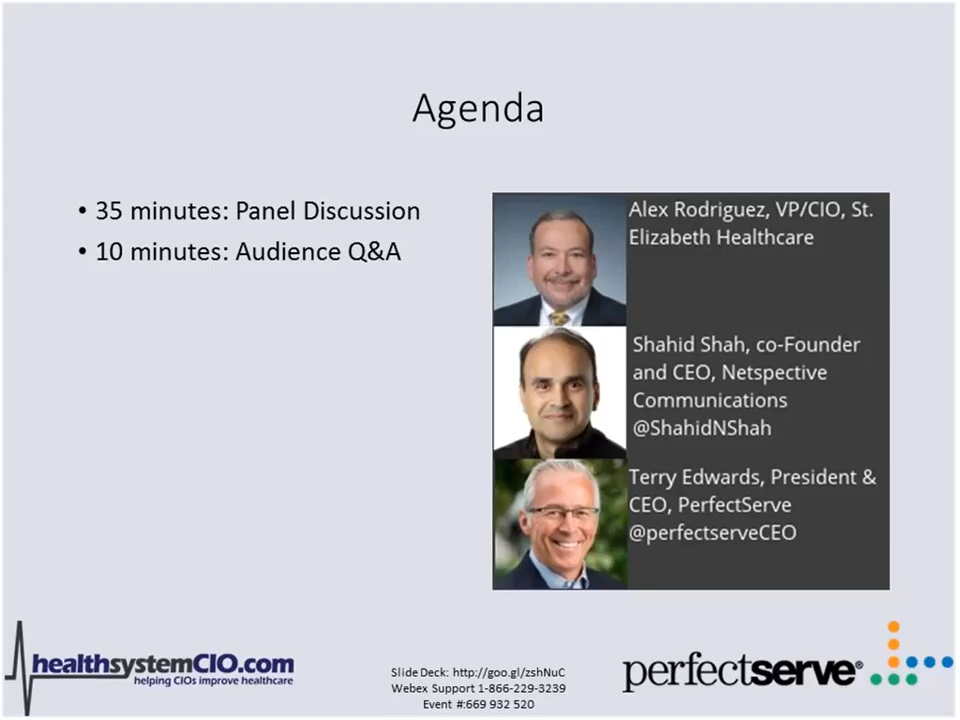 Agenda
• 35 minutes: Panel Discussion
• 10 minutes: Audience Q&A
Alex Rodriguez, VP/CIO, St.
Elizabeth Healthcare
Shahid Shah, co-Founder
and CEO, Netspective
Communications
@ShahidNShah
Terry Edwards, President &
CEO, PerfectServe
@perfectserveCEO
healthsystemCIO.com
helping CIOs improve healthcare
Slide Deck: http://goo.gl/zshNuC
Webex Support 1-866-229-3239
Event #:669 932 520
perfectserve®